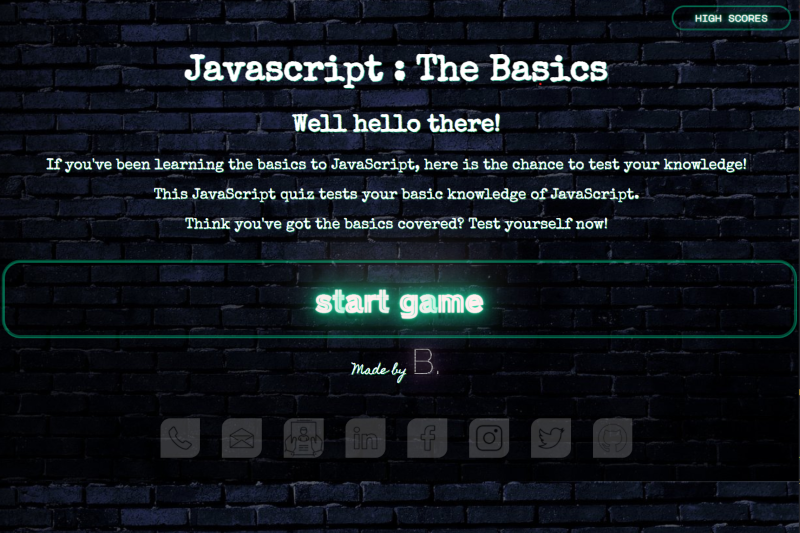 HIGH SCORES
Javascript : The Basics
Well hello there!
If you've been learning the basics to JavaScript, here is the chance to test your knowledge!
This JavaScript quiz tests your basic knowledge of JavaScript.
Think you've got the basics covered? Test yourself now!
start game
Made by B.
in
f